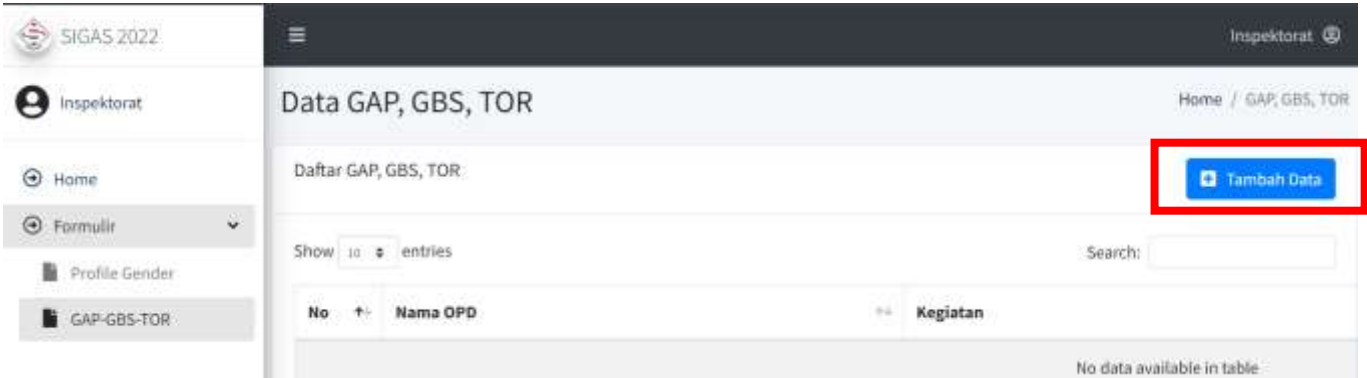 SIGAS 2022
Inspektorat
Inspektorat
Data GAP, GBS, TOR
Home / GAP, GBS, TOR
Home
Daftar GAP, GBS, TOR
Tambah Data
Formulir
Profile Gender
GAP-GBS-TOR
Show 10 entries
Search:
No Nama OPD Kegiatan
No data available in table